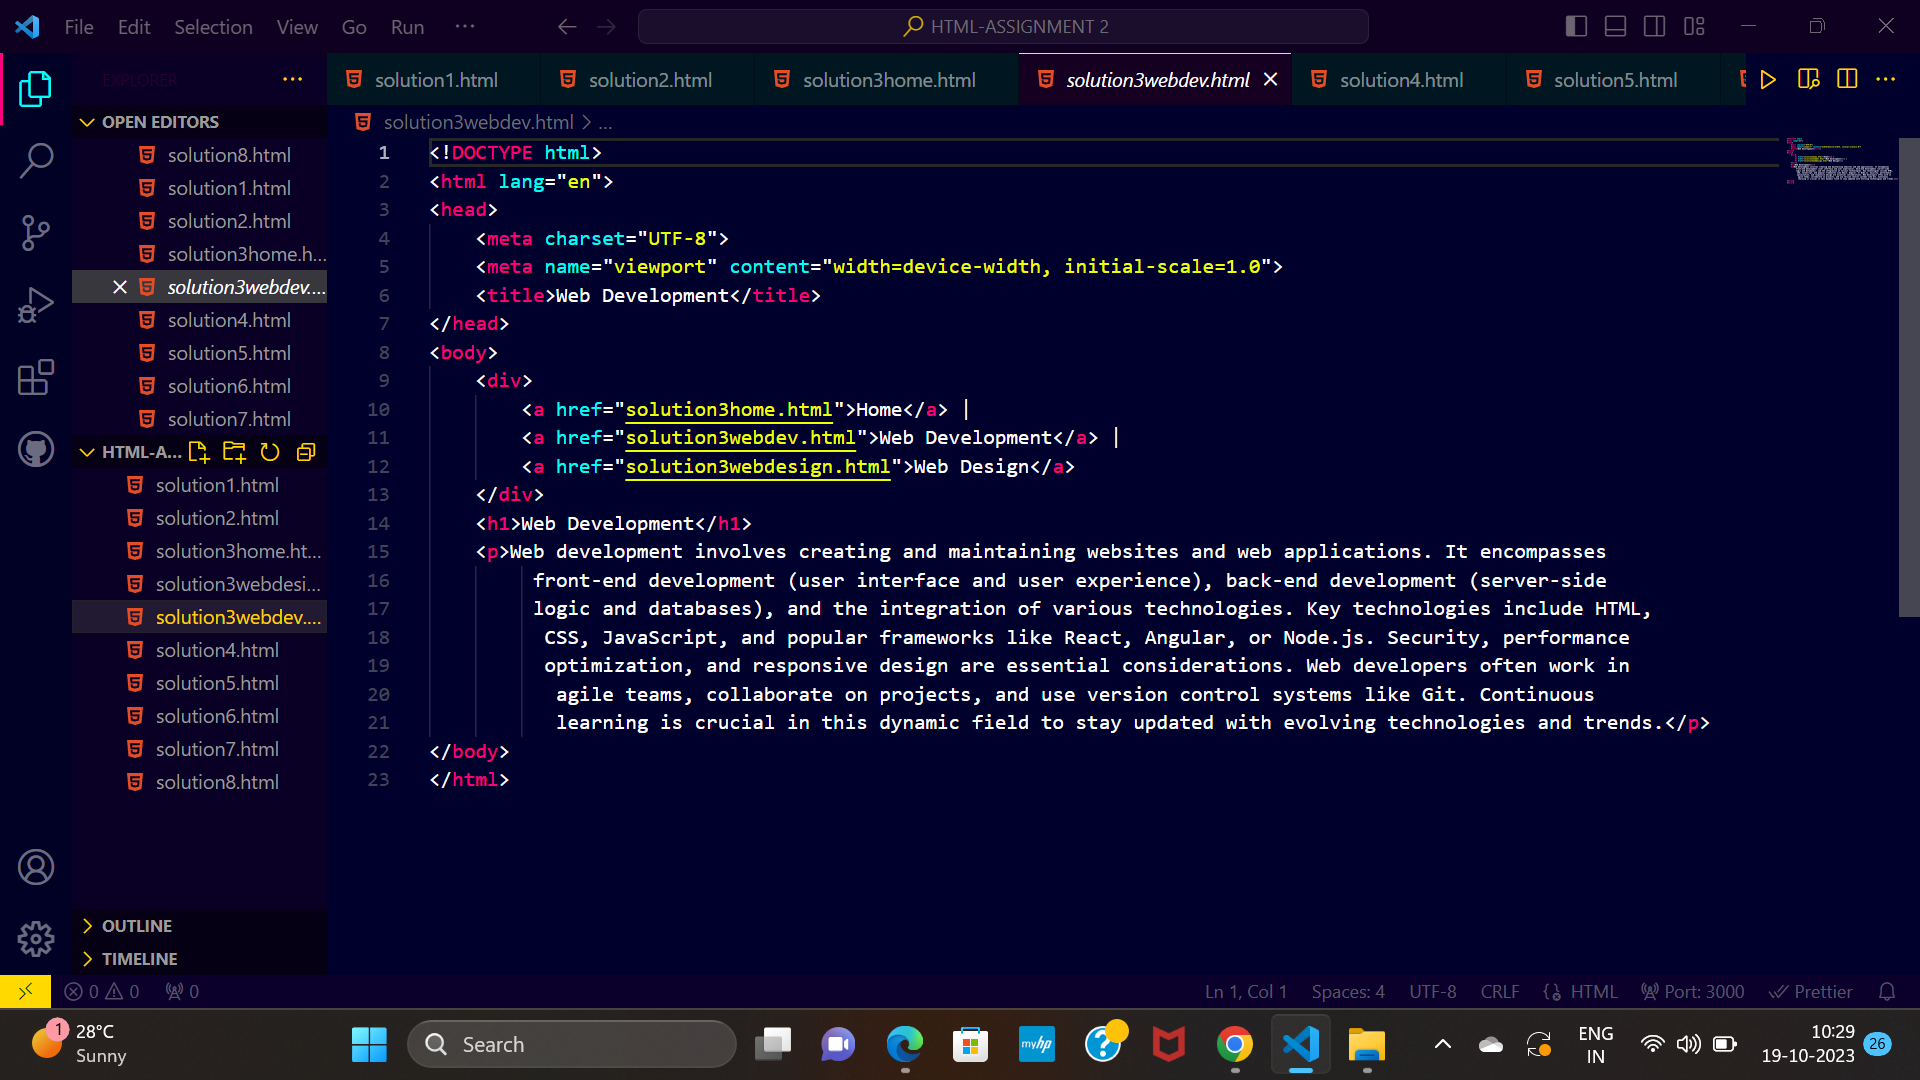 File Edit Selection View Go Run ...
HTML-ASSIGNMENT 2
EXPLORER ...
solution1.html solution2.html solution3home.html solution3webdev.html solution4.html solution5.html
OPEN EDITORS
solution8.html
solution1.html
solution2.html
solution3home.h...
solution3webdev....
solution4.html
solution5.html
solution6.html
solution7.html
HTML-A...
solution1.html
solution2.html
solution3home.ht...
solution3webdesi...
solution3webdev....
solution4.html
solution5.html
solution6.html
solution7.html
solution8.html
OUTLINE
TIMELINE
solution3webdev.html > ...
1 <!DOCTYPE html>
2 <html lang="en">
3 <head>
4 <meta charset="UTF-8">
5 <meta name="viewport" content="width=device-width, initial-scale=1.0">
6 <title>Web Development</title>
7 </head>
8 <body>
9 <div>
10 <a href="solution3home.html">Home</a> |
11 <a href="solution3webdev.html">Web Development</a> |
12 <a href="solution3webdesign.html">Web Design</a>
13 </div>
14 <h1>Web Development</h1>
15 <p>Web development involves creating and maintaining websites and web applications. It encompasses
16 front-end development (user interface and user experience), back-end development (server-side
17 logic and databases), and the integration of various technologies. Key technologies include HTML,
18 CSS, JavaScript, and popular frameworks like React, Angular, or Node.js. Security, performance
19 optimization, and responsive design are essential considerations. Web developers often work in
20 agile teams, collaborate on projects, and use version control systems like Git. Continuous
21 learning is crucial in this dynamic field to stay updated with evolving technologies and trends.</p>
22 </body>
23 </html>
0 0 0 Ln 1, Col 1 Spaces: 4 UTF-8 CRLF HTML Port: 3000 Prettier
1 28°C
Sunny
Search
myhp
ENG
IN
10:29
19-10-2023
26